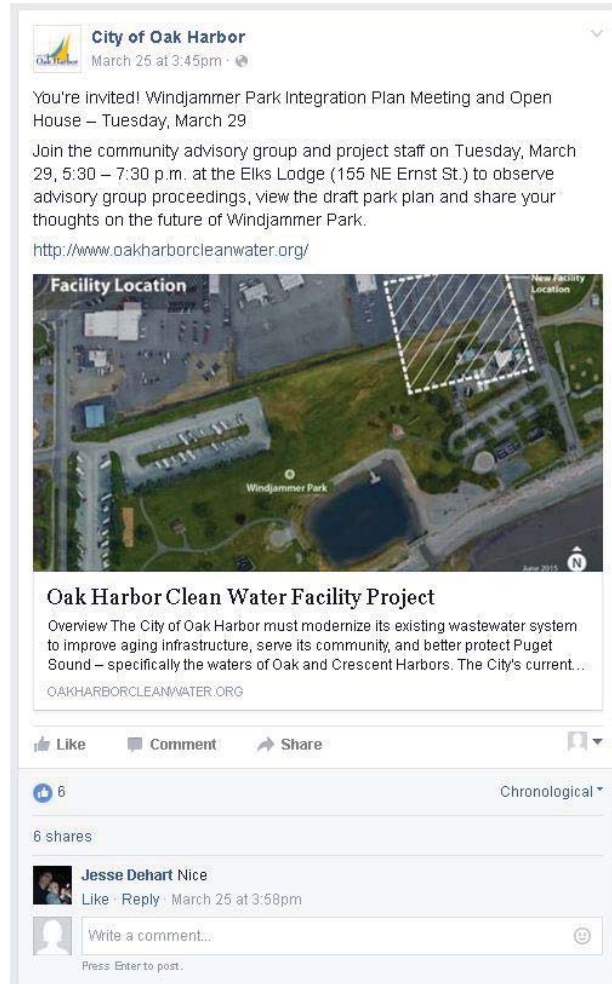 City of Oak Harbor
Oak Harbor
March 25 at 3:45pm ·
You're invited! Windjammer Park Integration Plan Meeting and Open
House – Tuesday, March 29
Join the community advisory group and project staff on Tuesday, March
29, 5:30 – 7:30 p.m. at the Elks Lodge (155 NE Ernst St.) to observe
advisory group proceedings, view the draft park plan and share your
thoughts on the future of Windjammer Park.
http://www.oakharborcleanwater.org/
Facility Location
New Facility
Location
Windjammer Park
June 2015
N
Oak Harbor Clean Water Facility Project
Overview The City of Oak Harbor must modernize its existing wastewater system
to improve aging infrastructure, serve its community, and better protect Puget
Sound – specifically the waters of Oak and Crescent Harbors. The City's current...
OAKHARBORCLEANWATER.ORG
Like Comment Share
6 Chronological
6 shares
Jesse Dehart Nice
Like · Reply · March 25 at 3:58pm
Write a comment...
Press Enter to post.